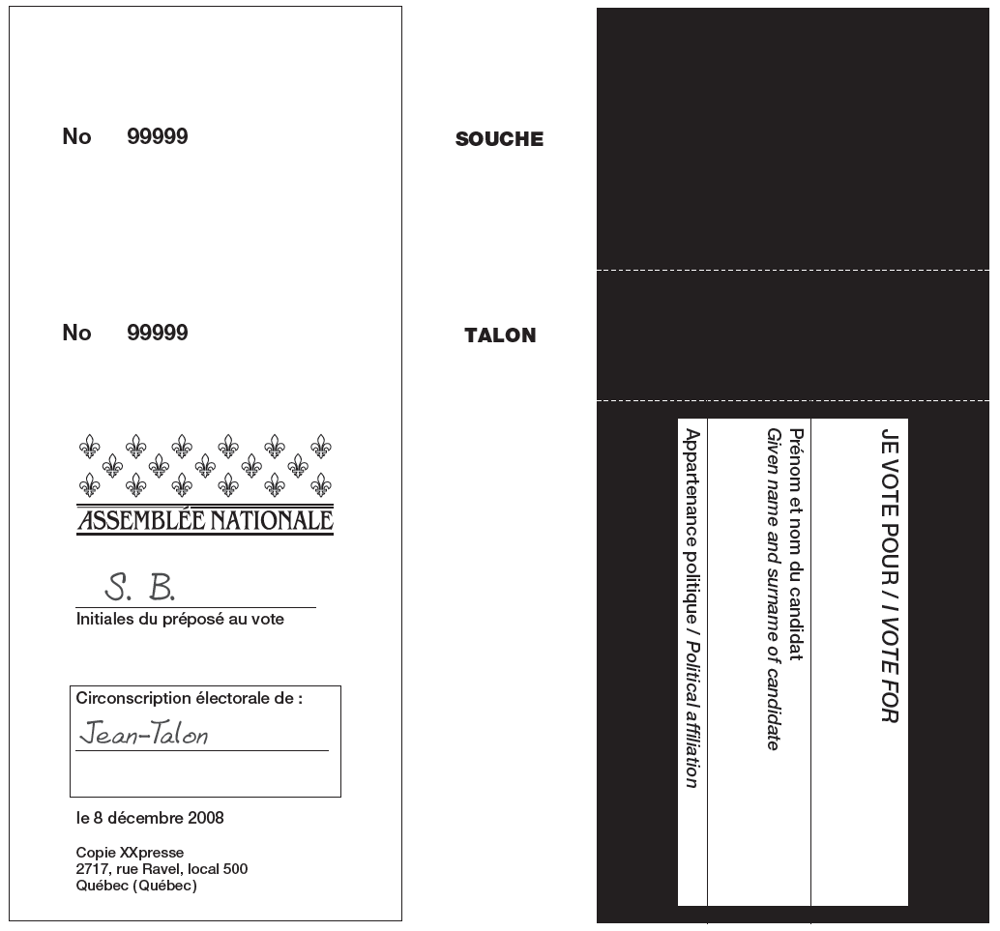 No 99999
SOUCHE
No 99999
TALON
ASSEMBLÉE NATIONALE
S. B.
Initiales du préposé au vote
Circonscription électorale de :
Jean-Talon
le 8 décembre 2008
Copie XXpresse
2717, rue Ravel, local 500
Québec (Québec)
JE VOTE POUR / I VOTE FOR
Prénom et nom du candidat
Given name and surname of candidate
Appartenance politique / Political affiliation